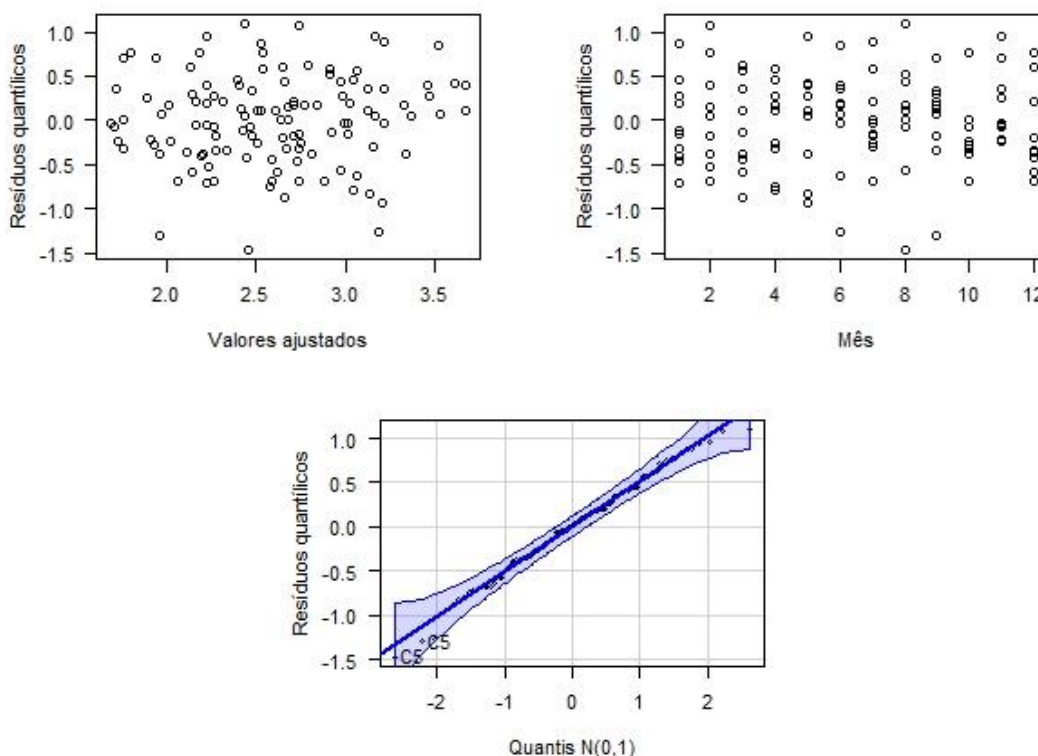 Resíduos quantílicos
1.0
0.5
0.0
-0.5
-1.0
-1.5
2.0 2.5 3.0 3.5
Valores ajustados
Resíduos quantílicos
1.0
0.5
0.0
-0.5
-1.0
-1.5
2 4 6 8 10 12
Mês
Resíduos quantílicos
1.0
0.5
0.0
-0.5
-1.0
-1.5
C5
C5
-2 -1 0 1 2
Quantis N(0,1)